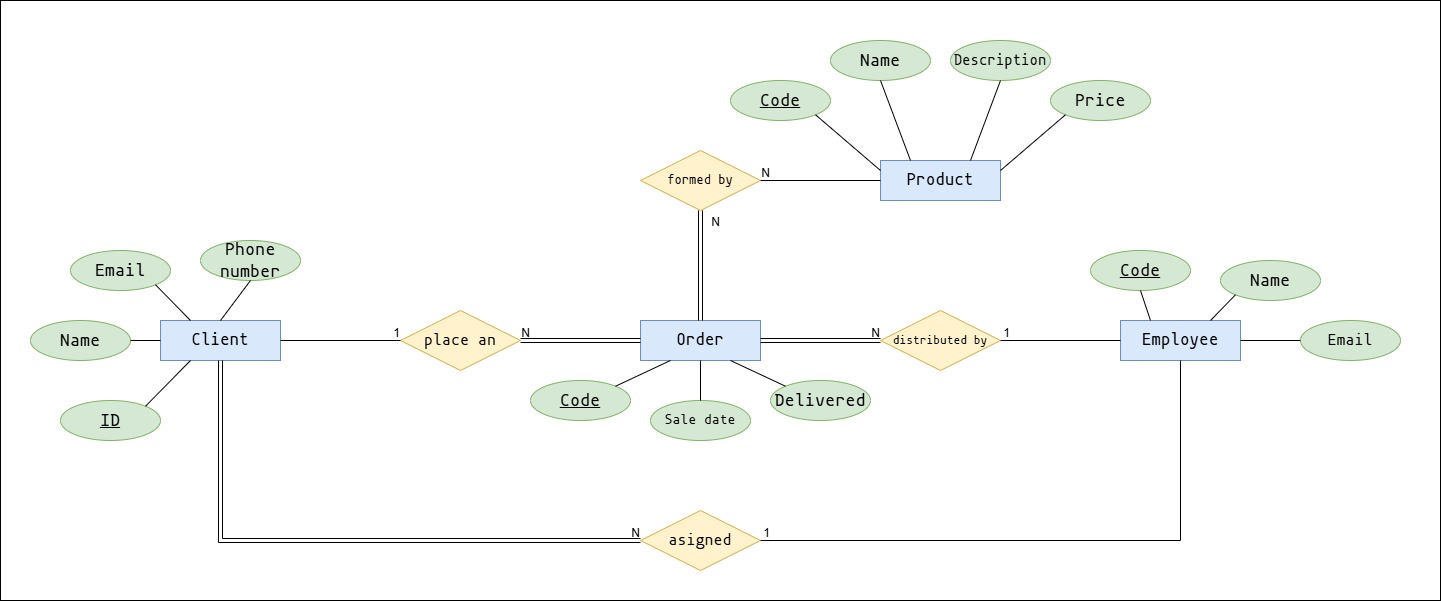 Name
Description
Code
Price
formed by
N
Product
N
Phone
number
Email
Code
Name
Name
Client
1
place an
N
Order
N
distributed by
1
Employee
Email
ID
Code
Sale date
Delivered
N
asigned
1